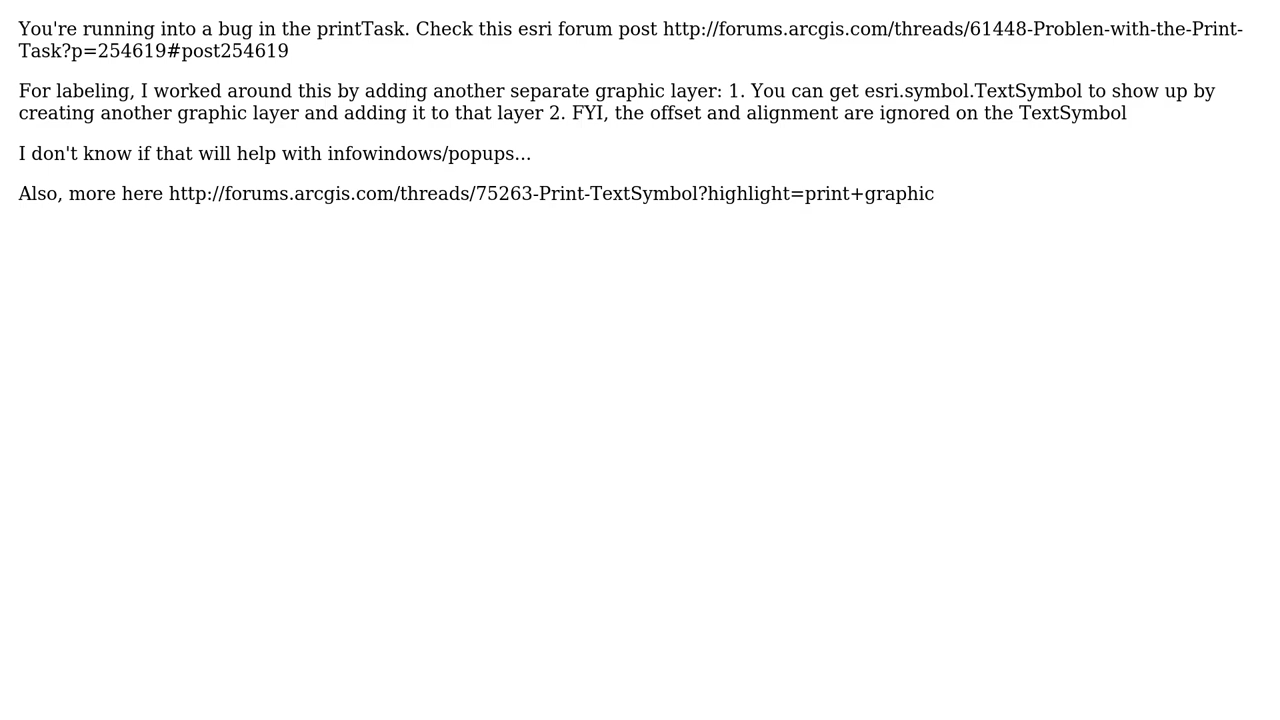 You're running into a bug in the printTask. Check this esri forum post http://forums.arcgis.com/threads/61448-Problen-with-the-Print-
Task?p=254619#post254619
For labeling, I worked around this by adding another separate graphic layer: 1. You can get esri.symbol.TextSymbol to show up by
creating another graphic layer and adding it to that layer 2. FYI, the offset and alignment are ignored on the TextSymbol
I don't know if that will help with infowindows/popups...
Also, more here http://forums.arcgis.com/threads/75263-Print-TextSymbol?highlight=print+graphic